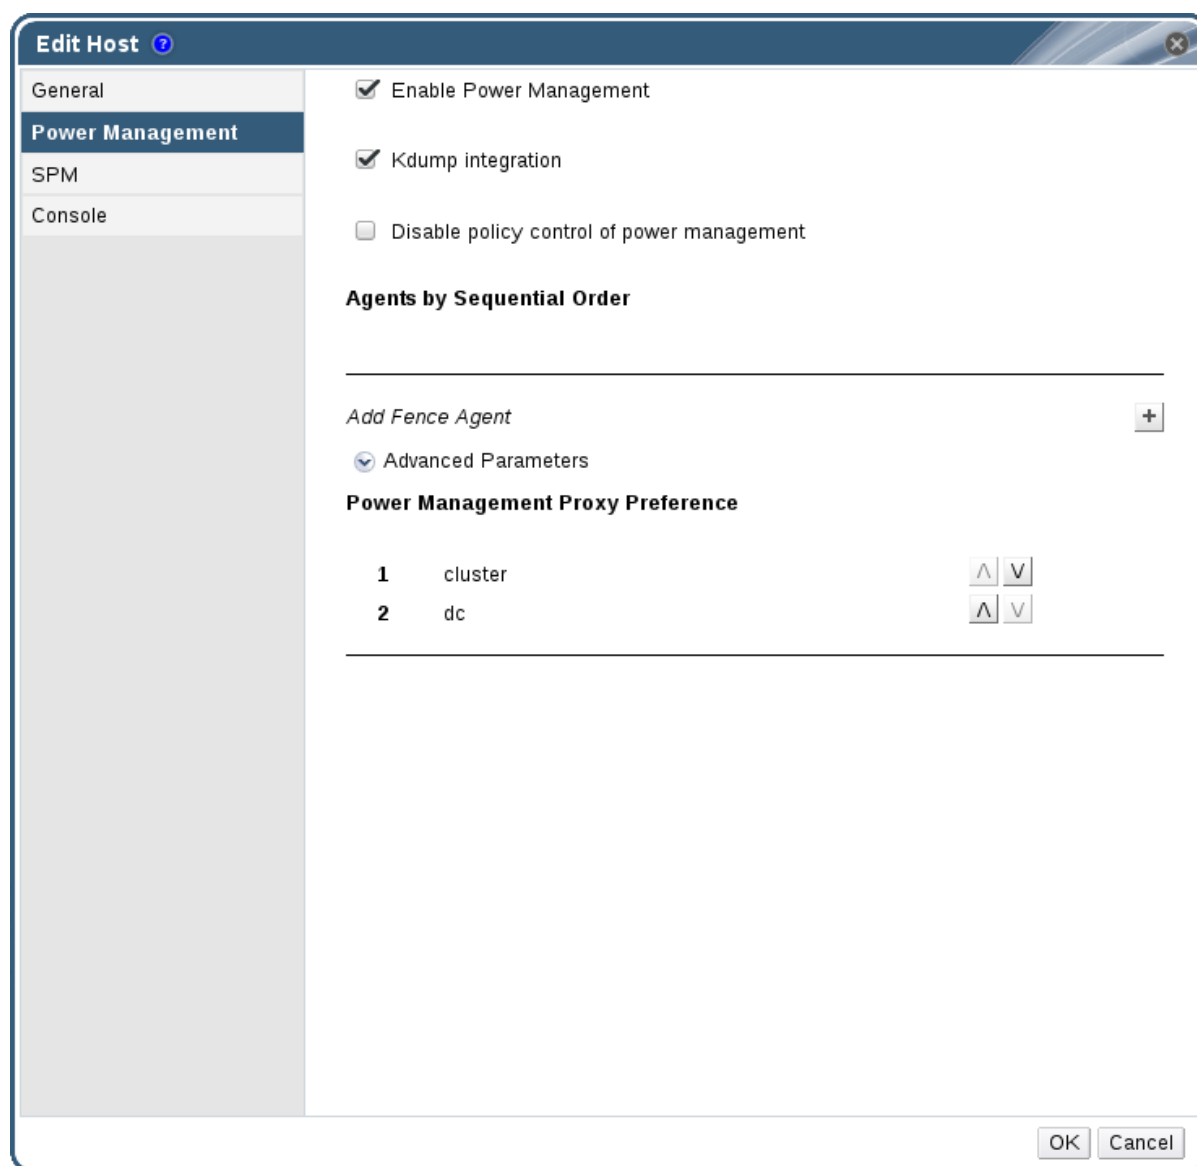 Edit Host ?
General
Power Management
SPM
Console
Enable Power Management
Kdump integration
Disable policy control of power management
Agents by Sequential Order
Add Fence Agent +
Advanced Parameters
Power Management Proxy Preference
1 cluster
2 dc
OK Cancel